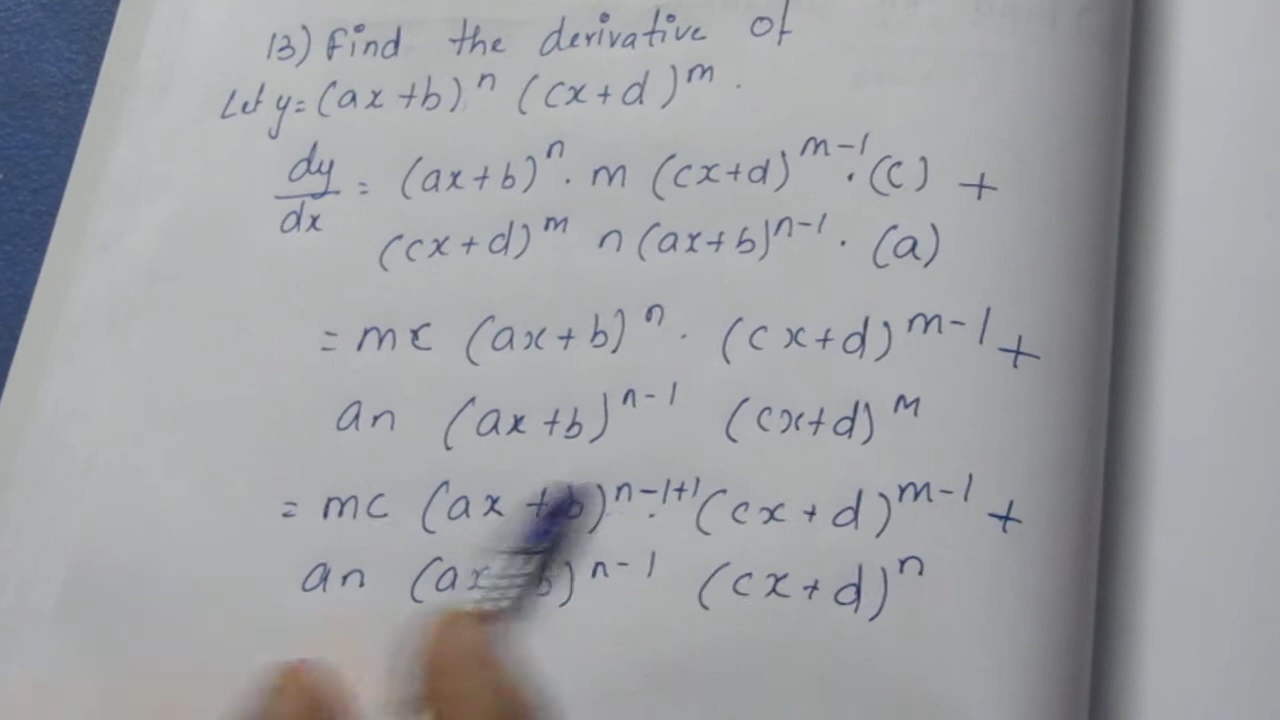 13) Find the derivative of
Let y = (ax+b)^n (cx+d)^m.
dy/dx = (ax+b)^n . m (cx+d)^m-1 . (c) +
(cx+d)^m n (ax+b)^n-1 . (a)
= mc (ax+b)^n . (cx+d)^m-1 +
an (ax+b)^n-1 (cx+d)^m
= mc (ax+b)^n-1+1 (cx+d)^m-1 +
an (ax+b)^n-1 (cx+d)^n